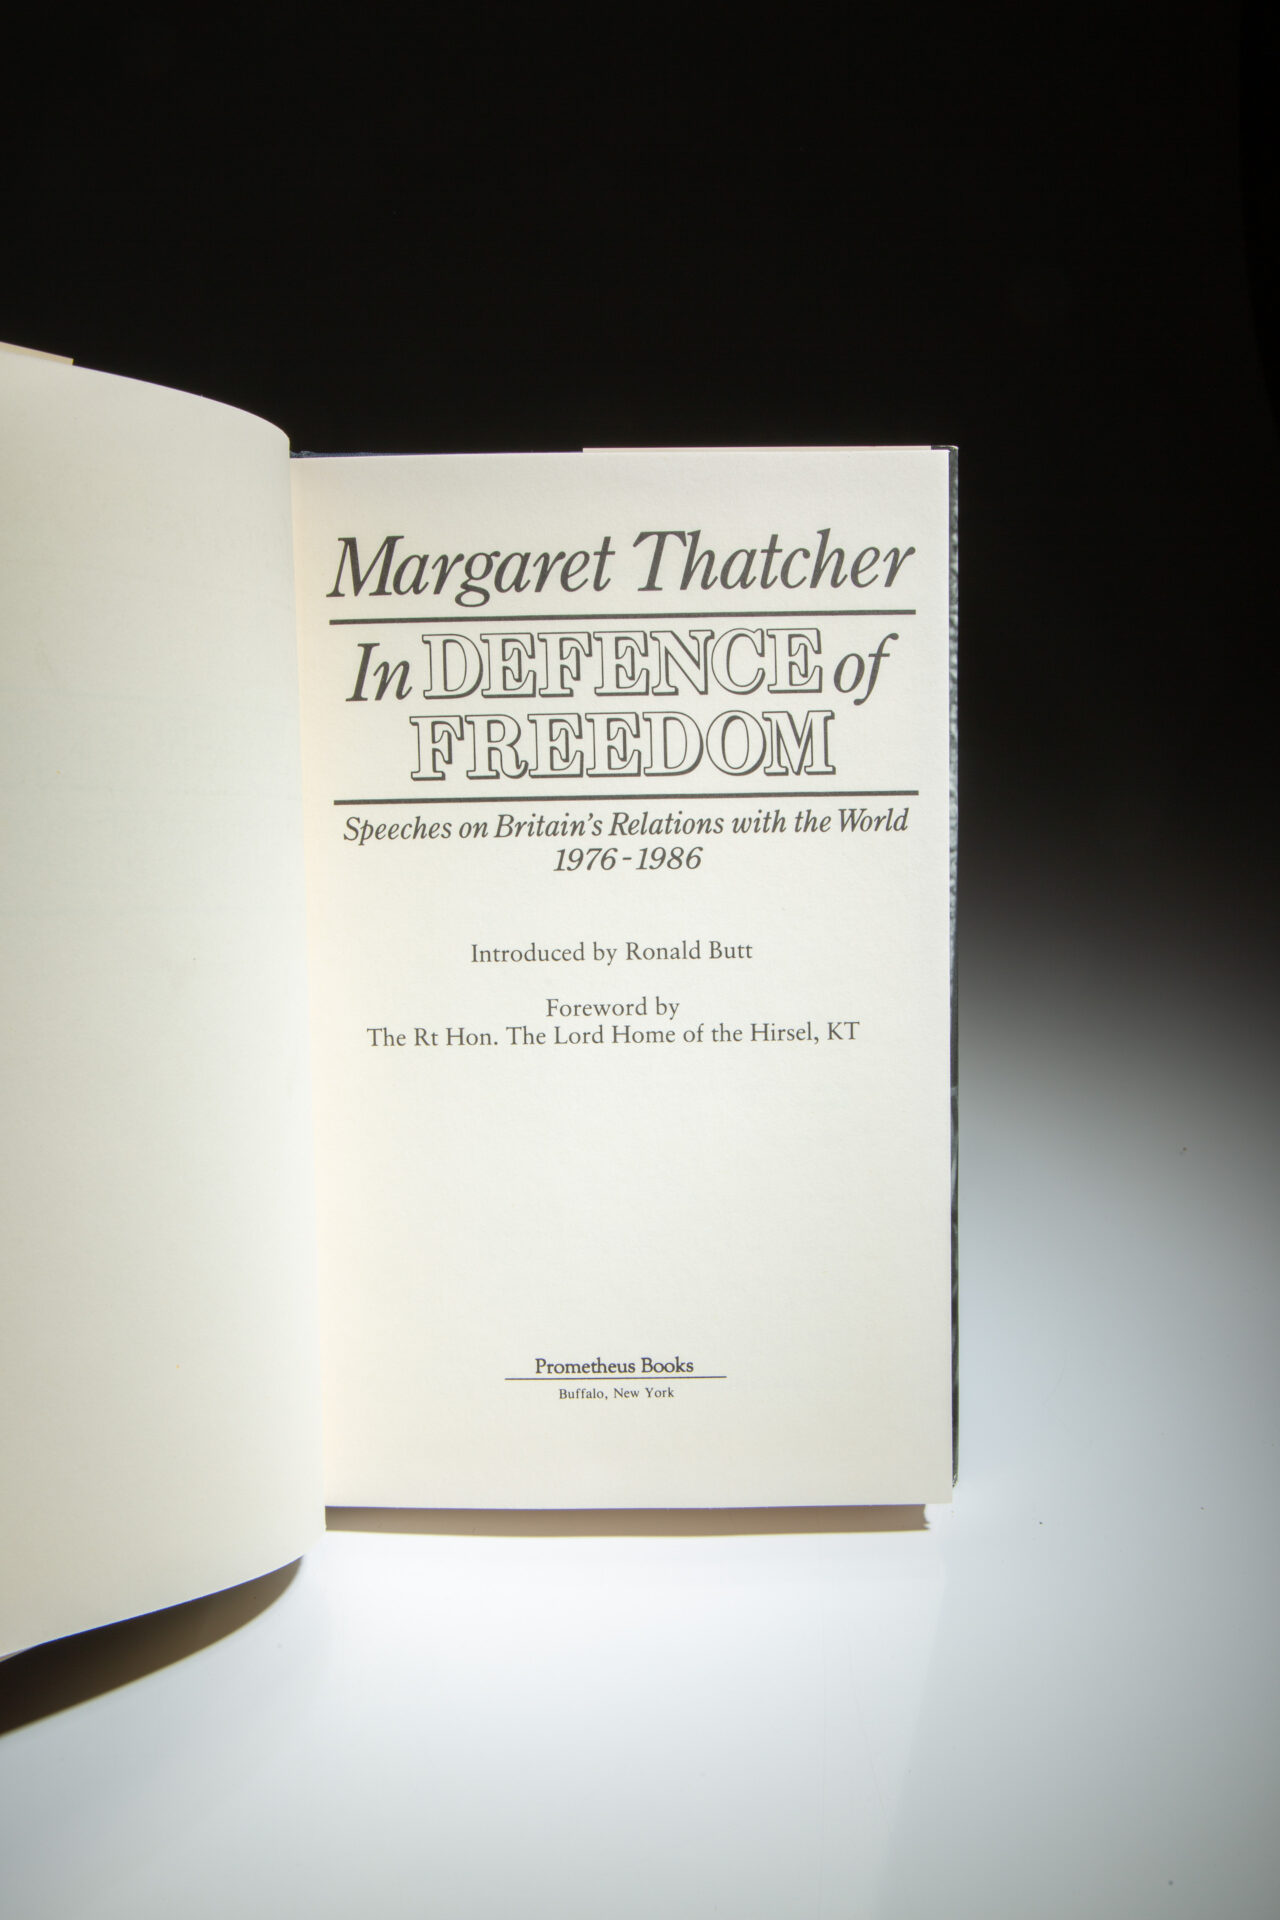 Margaret Thatcher
In DEFENCE of
FREEDOM
Speeches on Britain's Relations with the World
1976-1986
Introduced by Ronald Butt
Foreword by
The Rt Hon. The Lord Home of the Hirsel, KT
Prometheus Books
Buffalo, New York